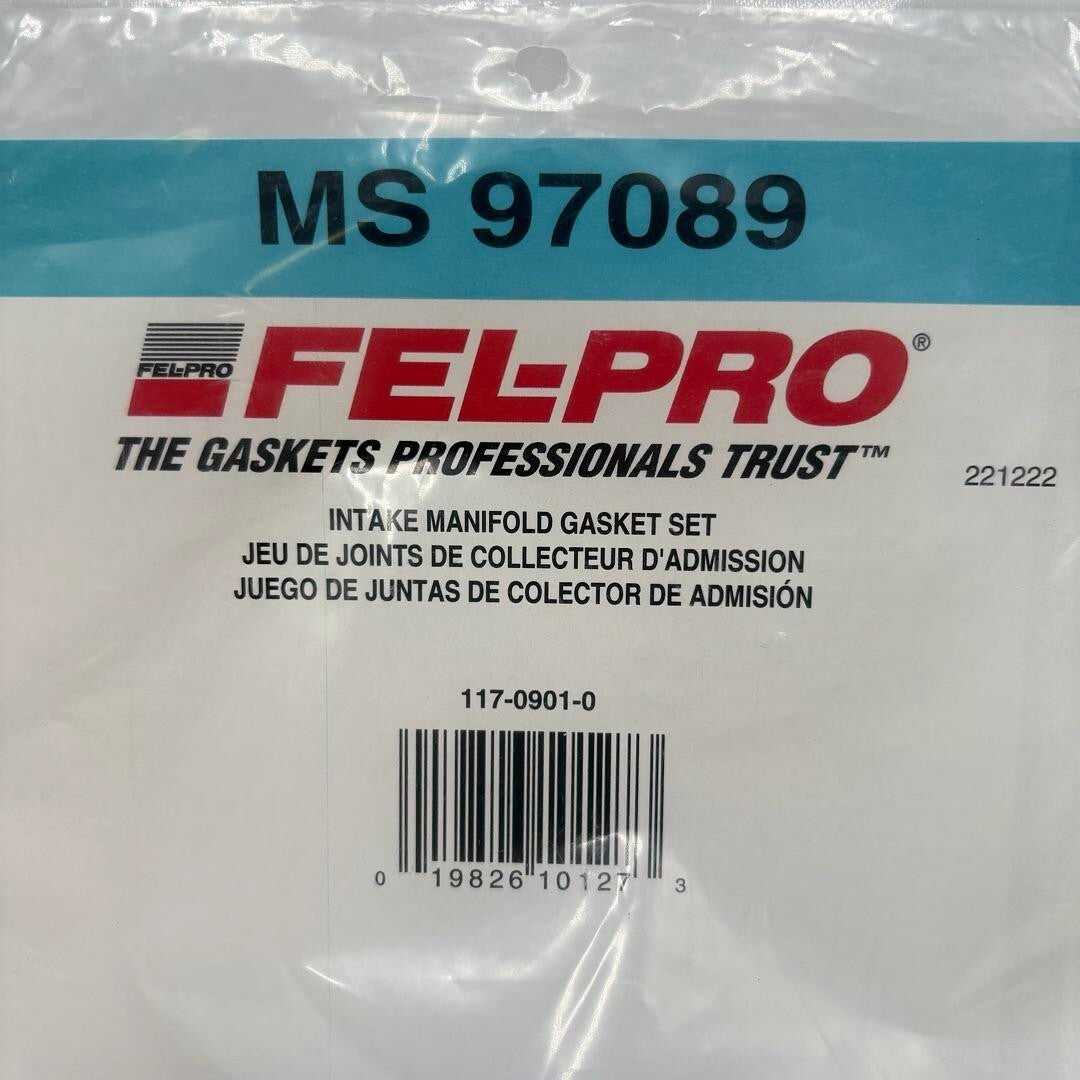 MS 97089
FEL-PRO
FEL-PRO®
THE GASKETS PROFESSIONALS TRUST™
221222
INTAKE MANIFOLD GASKET SET
JEU DE JOINTS DE COLLECTEUR D'ADMISSION
JUEGO DE JUNTAS DE COLECTOR DE ADMISIÓN
117-0901-0
0 19826 10127 3